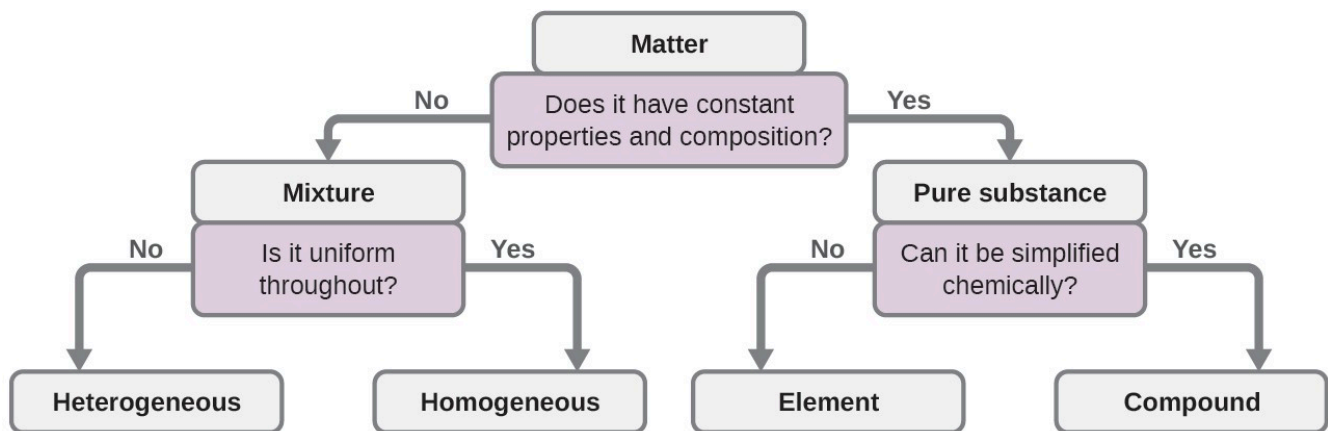 Matter
No
Does it have constant
properties and composition?
Yes
Mixture
Pure substance
No
Is it uniform
throughout?
Yes
No
Can it be simplified
chemically?
Yes
Heterogeneous
Homogeneous
Element
Compound